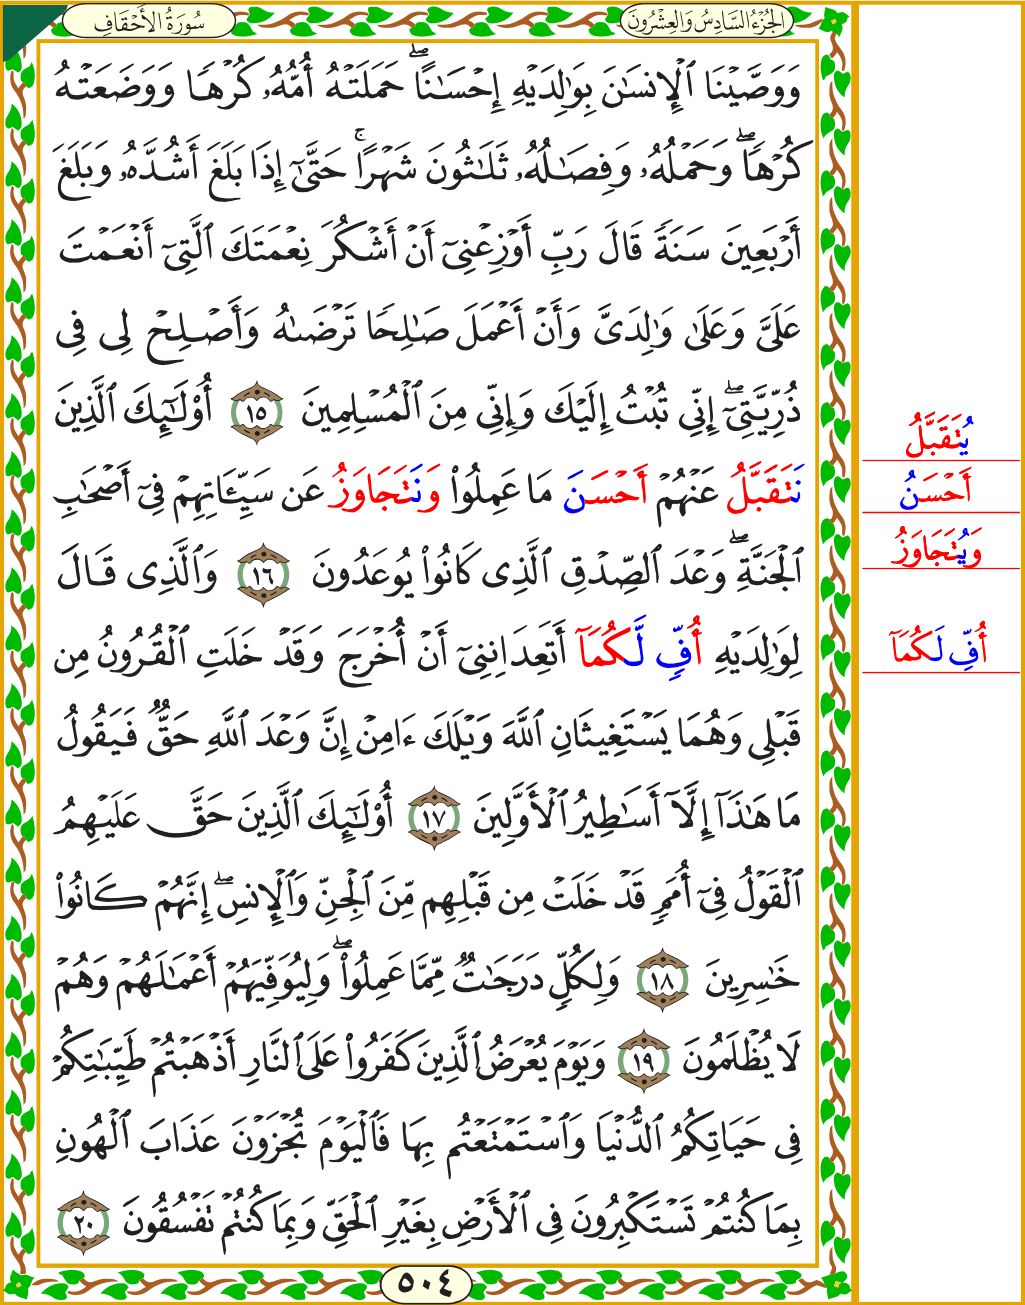 سُورَةُ الأَحْقَافِ
الجُزْءُ السَّادِسُ وَالعِشْرُونَ
وَوَصَّيْنَا ٱلْإِنسَٰنَ بِوَٰلِدَيْهِ إِحْسَٰنًاۖ حَمَلَتْهُ أُمُّهُۥ كُرْهًا وَوَضَعَتْهُ
كُرْهًاۖ وَحَمْلُهُۥ وَفِصَٰلُهُۥ ثَلَٰثُونَ شَهْرًاۚ حَتَّىٰٓ إِذَا بَلَغَ أَشُدَّهُۥ وَبَلَغَ
أَرْبَعِينَ سَنَةً قَالَ رَبِّ أَوْزِعْنِىٓ أَنْ أَشْكُرَ نِعْمَتَكَ ٱلَّتِىٓ أَنْعَمْتَ
عَلَىَّ وَعَلَىٰ وَٰلِدَىَّ وَأَنْ أَعْمَلَ صَٰلِحًا تَرْضَىٰهُ وَأَصْلِحْ لِى فِى
ذُرِّيَّتِىٓۖ إِنِّى تُبْتُ إِلَيْكَ وَإِنِّى مِنَ ٱلْمُسْلِمِينَ ١٥ أُو۟لَٰٓئِكَ ٱلَّذِينَ
نَتَقَبَّلُ عَنْهُمْ أَحْسَنَ مَا عَمِلُوا۟ وَنَتَجَاوَزُ عَن سَيِّـَٔاتِهِمْ فِىٓ أَصْحَٰبِ
ٱلْجَنَّةِۖ وَعْدَ ٱلصِّدْقِ ٱلَّذِى كَانُوا۟ يُوعَدُونَ ١٦ وَٱلَّذِى قَالَ
لِوَٰلِدَيْهِ أُفٍّ لَّكُمَآ أَتَعِدَانِنِىٓ أَنْ أُخْرَجَ وَقَدْ خَلَتِ ٱلْقُرُونُ مِن
قَبْلِى وَهُمَا يَسْتَغِيثَانِ ٱللَّهَ وَيْلَكَ ءَامِنْ إِنَّ وَعْدَ ٱللَّهِ حَقٌّ فَيَقُولُ
مَا هَٰذَآ إِلَّآ أَسَٰطِيرُ ٱلْأَوَّلِينَ ١٧ أُو۟لَٰٓئِكَ ٱلَّذِينَ حَقَّ عَلَيْهِمُ
ٱلْقَوْلُ فِىٓ أُمَمٍ قَدْ خَلَتْ مِن قَبْلِهِم مِّنَ ٱلْجِنِّ وَٱلْإِنسِۖ إِنَّهُمْ كَانُوا۟
خَٰسِرِينَ ١٨ وَلِكُلٍّ دَرَجَٰتٌ مِّمَّا عَمِلُوا۟ۖ وَلِيُوَفِّيَهُمْ أَعْمَٰلَهُمْ وَهُمْ
لَا يُظْلَمُونَ ١٩ وَيَوْمَ يُعْرَضُ ٱلَّذِينَ كَفَرُوا۟ عَلَى ٱلنَّارِ أَذْهَبْتُمْ طَيِّبَٰتِكُمْ
فِى حَيَاتِكُمُ ٱلدُّنْيَا وَٱسْتَمْتَعْتُم بِهَا فَٱلْيَوْمَ تُجْزَوْنَ عَذَابَ ٱلْهُونِ
بِمَا كُنتُمْ تَسْتَكْبِرُونَ فِى ٱلْأَرْضِ بِغَيْرِ ٱلْحَقِّ وَبِمَا كُنتُمْ تَفْسُقُونَ ٢٠
يُتَقَبَّلُ
أَحْسَنُ
وَيُتَجَاوَزُ
أُفِّ لَكُمَآ
٥٠٤